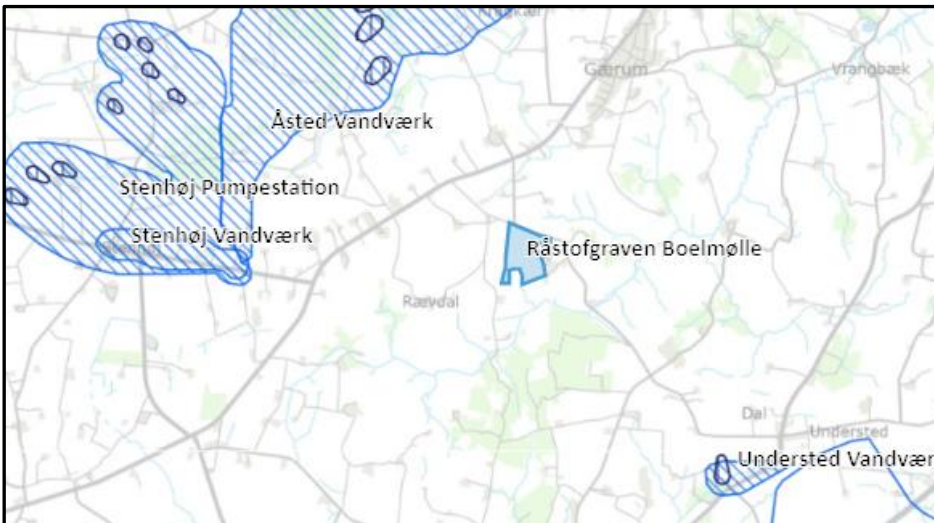 Gærum
Vrangbæk
Åsted Vandværk
Stenhøj Pumpestation
Stenhøj Vandværk
Råstofgraven Boelmølle
Rævdal
Dal
Understed
Understed Vandvær